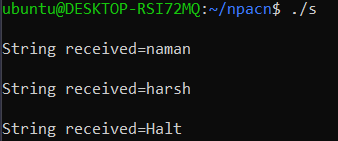 ubuntu@DESKTOP-RSI72MQ:~/npacn$ ./s
String received=naman
String received=harsh
String received=Halt